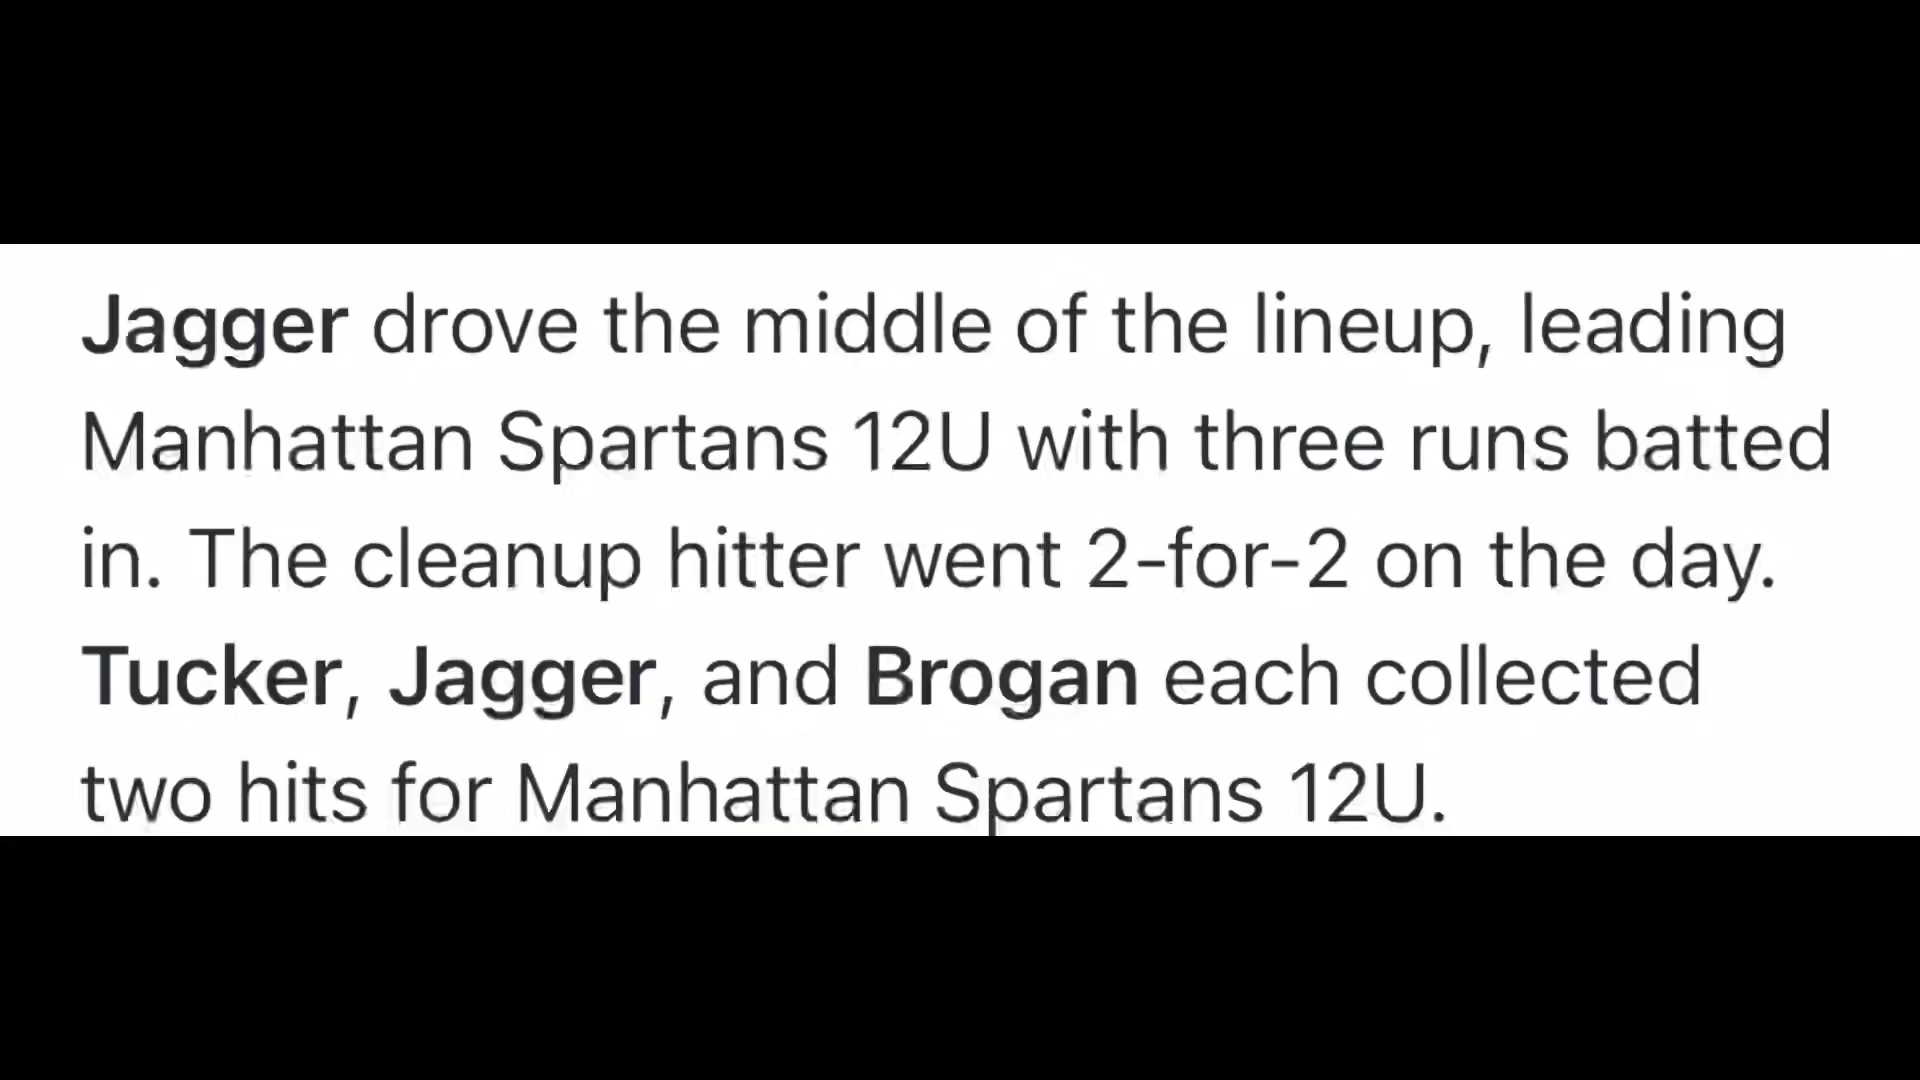 Jagger drove the middle of the lineup, leading
Manhattan Spartans 12U with three runs batted
in. The cleanup hitter went 2-for-2 on the day.
Tucker, Jagger, and Brogan each collected
two hits for Manhattan Spartans 12U.